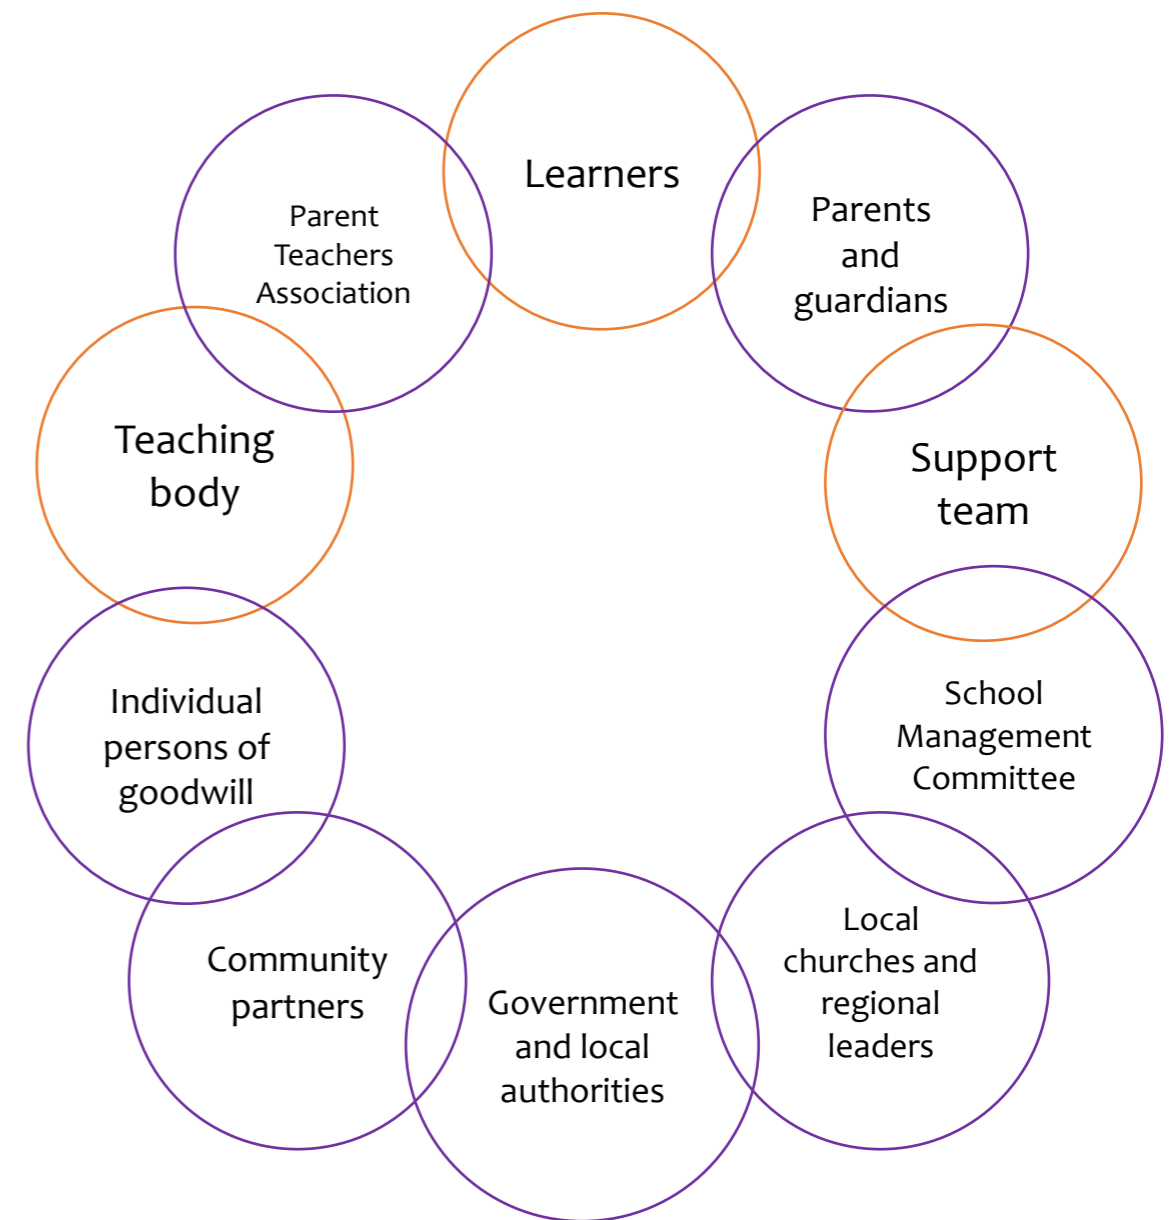 Learners
Parents
and
guardians
Support
team
School
Management
Committee
Local
churches and
regional
leaders
Government
and local
authorities
Community
partners
Individual
persons of
goodwill
Teaching
body
Parent
Teachers
Association